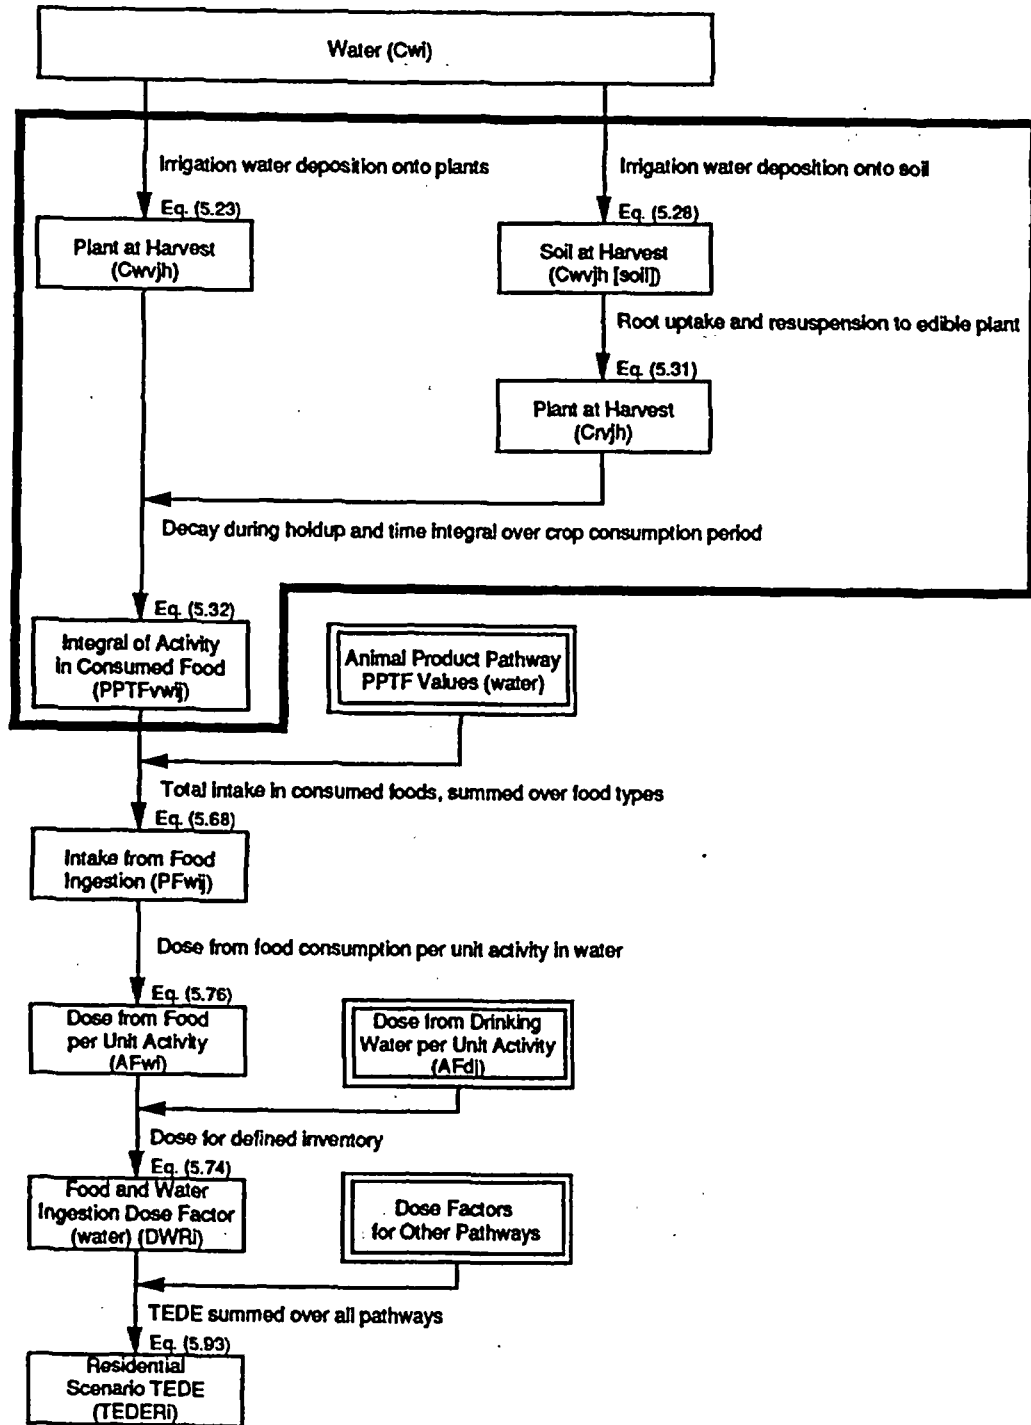 Water (Cwi)
Irrigation water deposition onto plants
Irrigation water deposition onto soil
Eq. (5.23)
Plant at Harvest
(Cwvjh)
Eq. (5.28)
Soil at Harvest
(Cwvjh [soil])
Root uptake and resuspension to edible plant
Eq. (5.31)
Plant at Harvest
(Crvjh)
Decay during holdup and time integral over crop consumption period
Eq. (5.32)
Integral of Activity
in Consumed Food
(PPTFvwij)
Animal Product Pathway
PPTF Values (water)
Total intake in consumed foods, summed over food types
Eq. (5.68)
Intake from Food
Ingestion (PFwij)
Dose from food consumption per unit activity in water
Eq. (5.76)
Dose from Food
per Unit Activity
(AFwi)
Dose from Drinking
Water per Unit Activity
(AFdj)
Dose for defined inventory
Eq. (5.74)
Food and Water
Ingestion Dose Factor
(water) (DWRi)
Dose Factors
for Other Pathways
TEDE summed over all pathways
Eq. (5.93)
Residential
Scenario TEDE
(TEDERi)